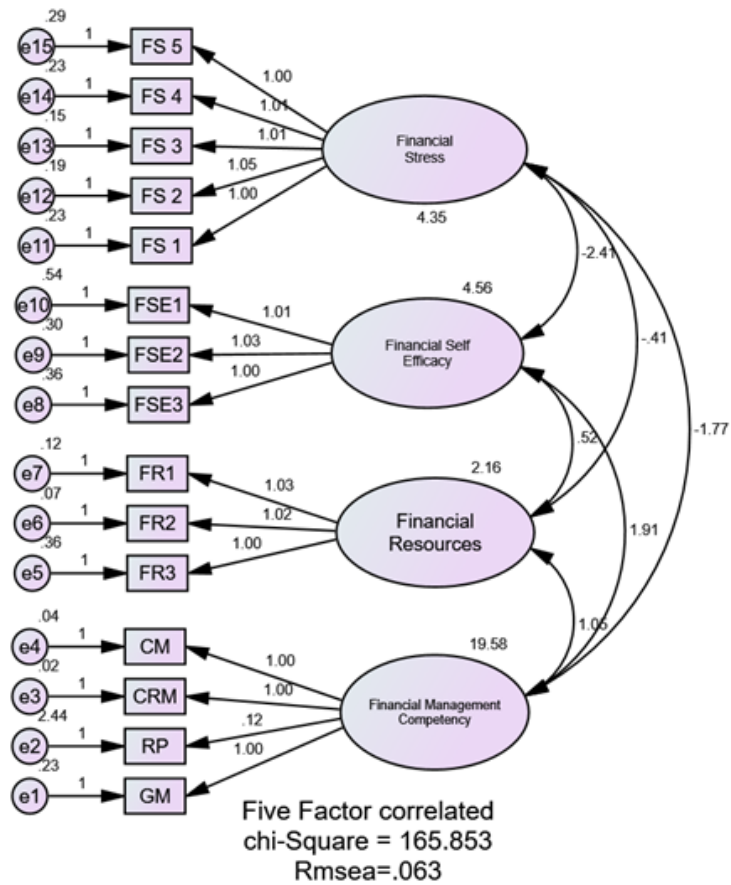 .29
e15 1 FS 5
.23
e14 1 FS 4
.15
e13 1 FS 3
.19
e12 1 FS 2
.23
e11 1 FS 1
1.00
1.01
1.01
1.05
1.00
Financial
Stress
4.35
.54
e10 1 FSE1
.30
e9 1 FSE2
.36
e8 1 FSE3
1.01
1.03
1.00
4.56
Financial Self
Efficacy
.12
e7 1 FR1
.07
e6 1 FR2
.36
e5 1 FR3
1.03
1.02
1.00
2.16
Financial
Resources
.04
e4 1 CM
.02
e3 1 CRM
2.44
e2 1 RP
.23
e1 1 GM
1.00
1.00
.12
1.00
19.58
Financial Management
Competency
-2.41
-.41
-1.77
.52
1.91
1.05
Five Factor correlated
chi-Square = 165.853
Rmsea=.063